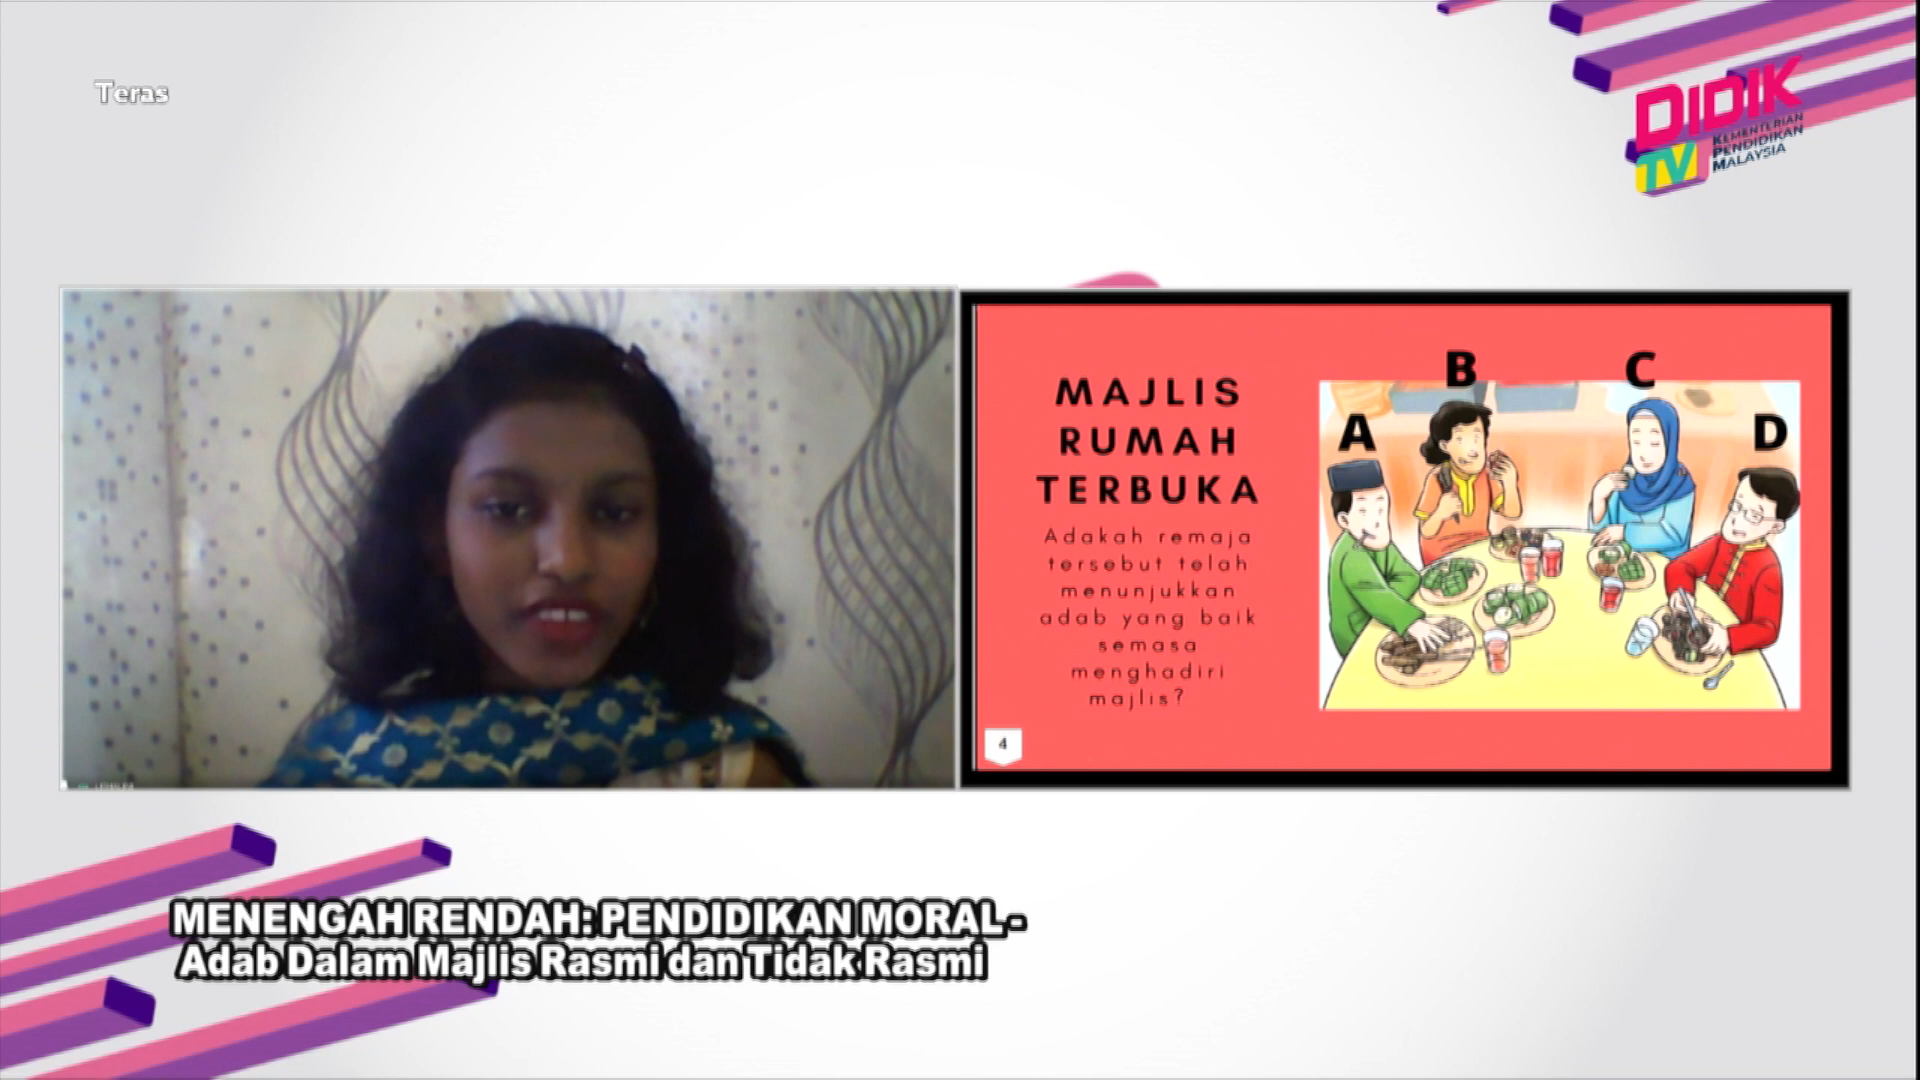 Teras
DIDIK
TV
KEMENTERIAN
PENDIDIKAN
MALAYSIA
MAJLIS
RUMAH
TERBUKA
Adakah remaja
tersebut telah
menunjukkan
adab yang baik
semasa
menghadiri
majlis?
4
A
B
C
D
MENENGAH RENDAH: PENDIDIKAN MORAL -
Adab Dalam Majlis Rasmi dan Tidak Rasmi